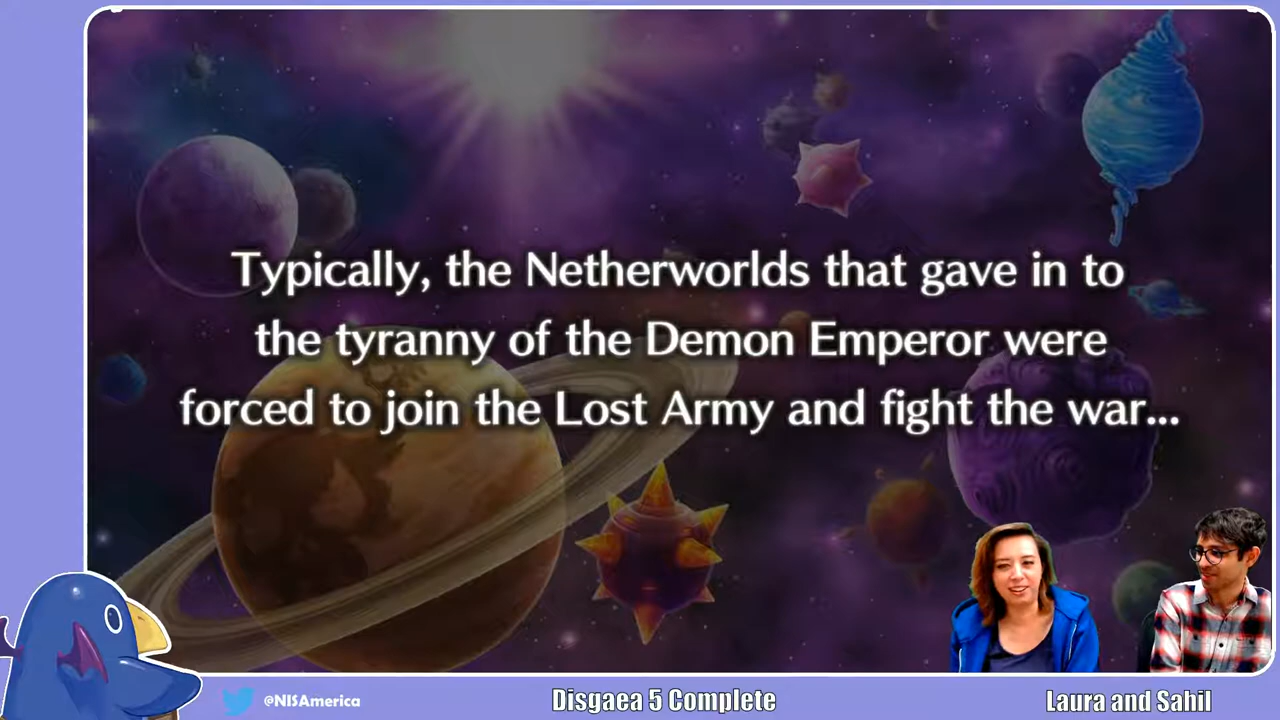 Typically, the Netherworlds that gave in to
the tyranny of the Demon Emperor were
forced to join the Lost Army and fight the war...
@NISAmerica
Disgaea 5 Complete
Laura and Sahil